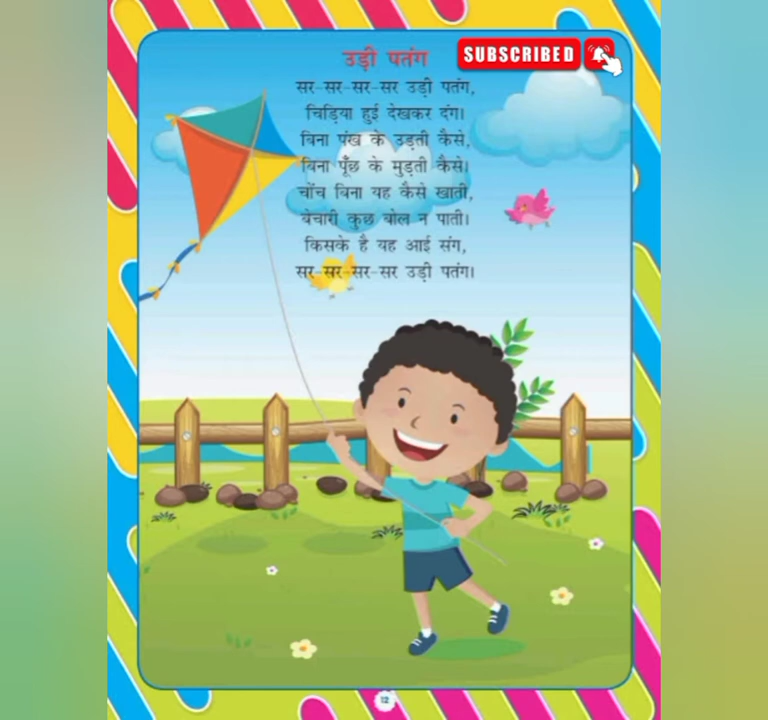 उड़ी पतंग
SUBSCRIBED
सर-सर-सर-सर उड़ी पतंग,
चिड़िया हुई देखकर दंग।
बिना पंख के उड़ती कैसे,
बिना पूँछ के मुड़ती कैसे।
चोंच बिना यह कैसे खाती,
बेचारी कुछ बोल न पाती।
किसके है यह आई संग,
सर-सर-सर-सर उड़ी पतंग।
12